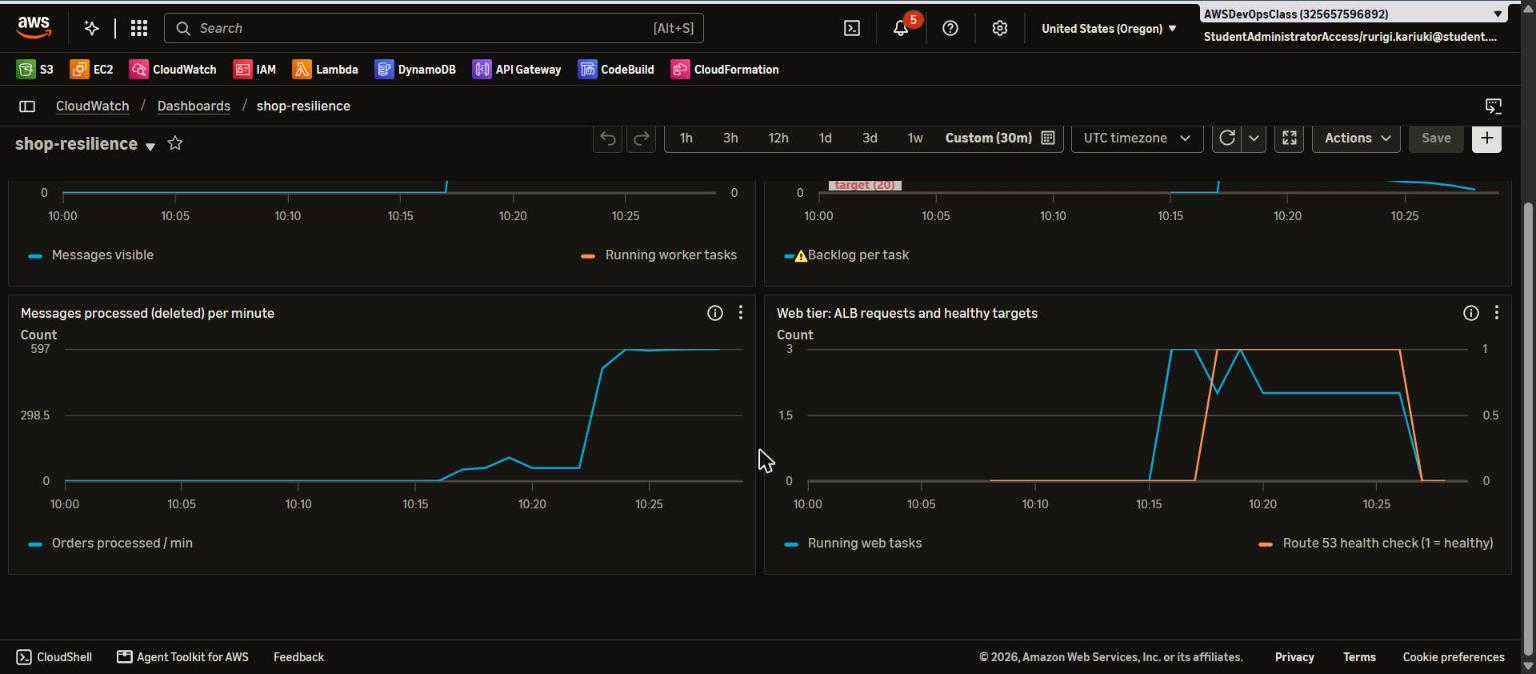 aws
Search [Alt+S]
5
United States (Oregon)
AWSDevOpsClass (325657596892)
StudentAdministratorAccess/rurigi.kariuki@student....
S3 EC2 CloudWatch IAM Lambda DynamoDB API Gateway CodeBuild CloudFormation
CloudWatch / Dashboards / shop-resilience
shop-resilience
1h 3h 12h 1d 3d 1w Custom (30m) UTC timezone Actions Save
0 0
10:00 10:05 10:10 10:15 10:20 10:25
Messages visible Running worker tasks
target (20)
0
10:00 10:05 10:10 10:15 10:20 10:25
Backlog per task
Messages processed (deleted) per minute
Count
597
298.5
0
10:00 10:05 10:10 10:15 10:20 10:25
Orders processed / min
Web tier: ALB requests and healthy targets
Count
3 1
1.5 0.5
0 0
10:00 10:05 10:10 10:15 10:20 10:25
Running web tasks Route 53 health check (1 = healthy)
CloudShell Agent Toolkit for AWS Feedback
© 2026, Amazon Web Services, Inc. or its affiliates. Privacy Terms Cookie preferences